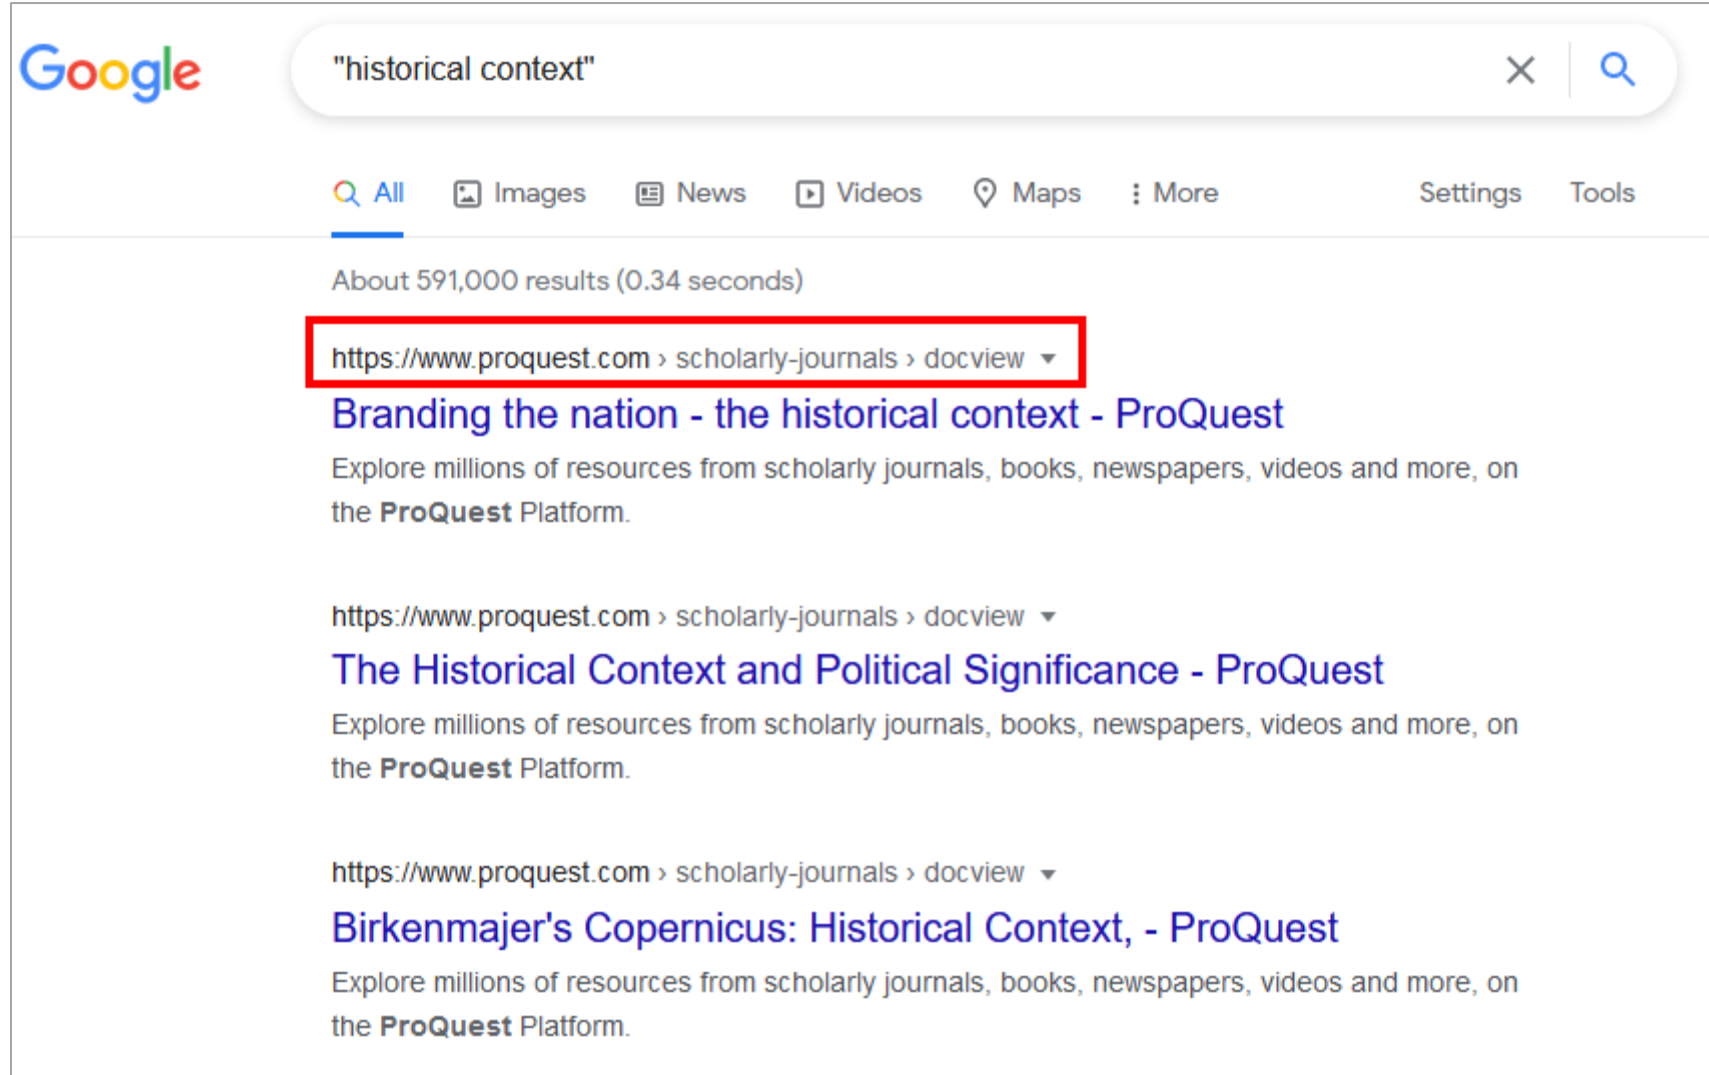 Google
"historical context"
All Images News Videos Maps More Settings Tools
About 591,000 results (0.34 seconds)
https://www.proquest.com › scholarly-journals › docview
Branding the nation - the historical context - ProQuest
Explore millions of resources from scholarly journals, books, newspapers, videos and more, on
the ProQuest Platform.
https://www.proquest.com › scholarly-journals › docview
The Historical Context and Political Significance - ProQuest
Explore millions of resources from scholarly journals, books, newspapers, videos and more, on
the ProQuest Platform.
https://www.proquest.com › scholarly-journals › docview
Birkenmajer's Copernicus: Historical Context, - ProQuest
Explore millions of resources from scholarly journals, books, newspapers, videos and more, on
the ProQuest Platform.